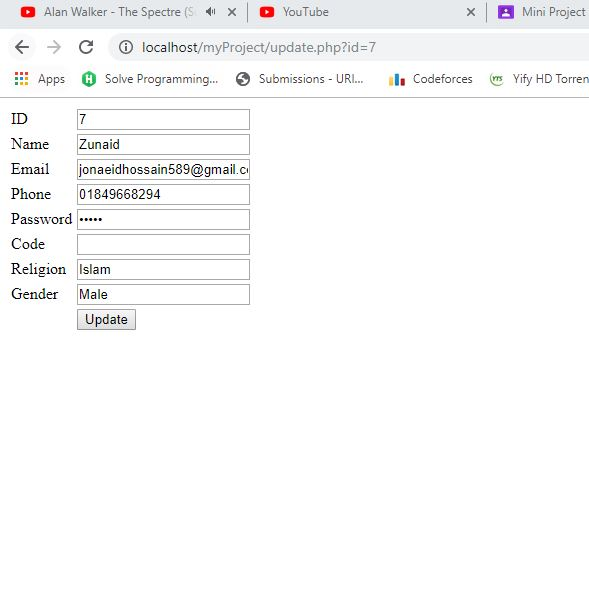 Alan Walker - The Spectre (S
YouTube
Mini Project
localhost/myProject/update.php?id=7
Apps
Solve Programming...
Submissions - URI...
Codeforces
YTS
Yify HD Torren
ID 7
Name Zunaid
Email jonaeidhossain589@gmail.c
Phone 01849668294
Password •••••
Code
Religion Islam
Gender Male
Update